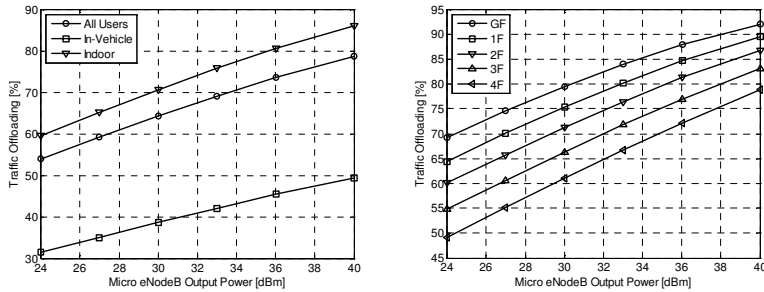 90
80
70
60
50
40
30
24 26 28 30 32 34 36 38 40
Micro eNodeB Output Power [dBm]
Traffic Offloading [%]
All Users
In-Vehicle
Indoor
95
90
85
80
75
70
65
60
55
50
45
24 26 28 30 32 34 36 38 40
Micro eNodeB Output Power [dBm]
Traffic Offloading [%]
GF
1F
2F
3F
4F